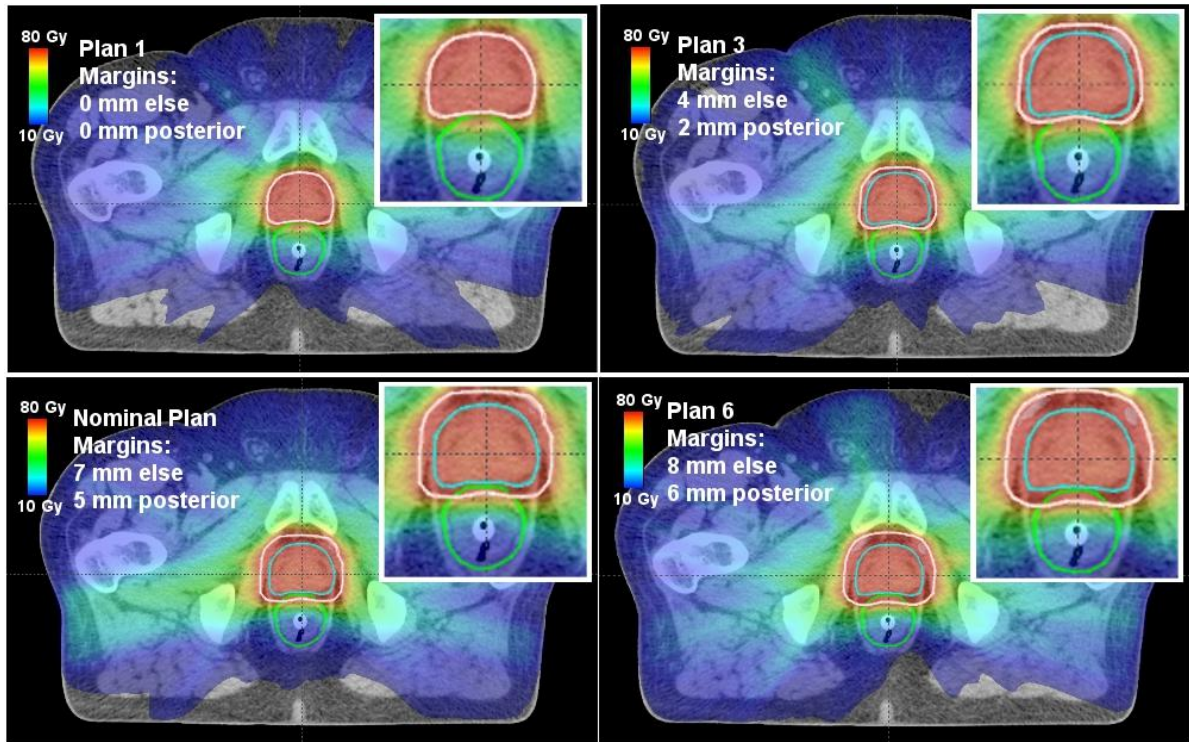 80 Gy
10 Gy
Plan 1
Margins:
0 mm else
0 mm posterior
80 Gy
10 Gy
Plan 3
Margins:
4 mm else
2 mm posterior
80 Gy
10 Gy
Nominal Plan
Margins:
7 mm else
5 mm posterior
80 Gy
10 Gy
Plan 6
Margins:
8 mm else
6 mm posterior